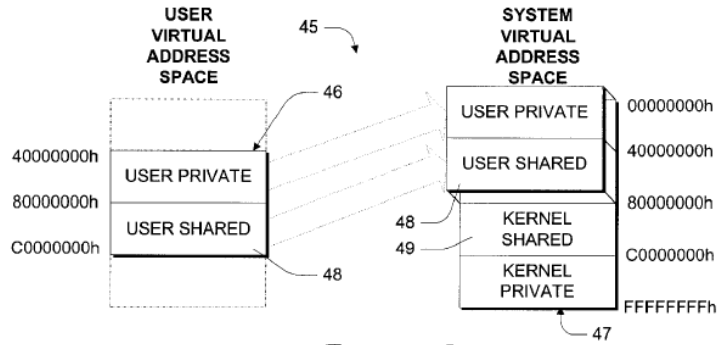 USER
VIRTUAL
ADDRESS
SPACE
45
SYSTEM
VIRTUAL
ADDRESS
SPACE
46
USER PRIVATE
00000000h
40000000h
USER PRIVATE
USER SHARED
40000000h
80000000h
USER SHARED
48
80000000h
49
KERNEL
SHARED
C0000000h
48
C0000000h
KERNEL
PRIVATE
FFFFFFFFh
47